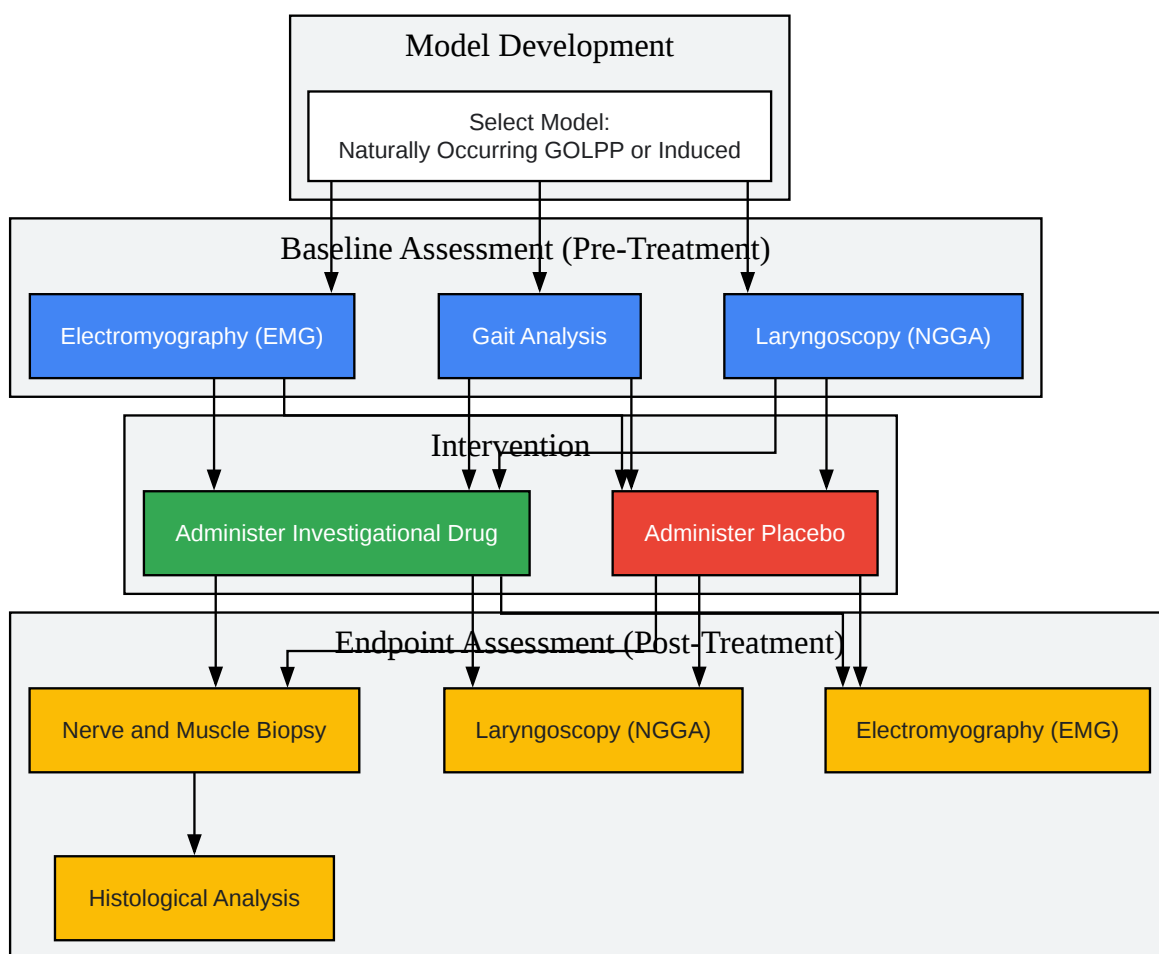 Model Development
Select Model:
Naturally Occurring GOLPP or Induced
Baseline Assessment (Pre-Treatment)
Electromyography (EMG)
Gait Analysis
Laryngoscopy (NGGA)
Intervention
Administer Investigational Drug
Administer Placebo
Endpoint Assessment (Post-Treatment)
Nerve and Muscle Biopsy
Laryngoscopy (NGGA)
Electromyography (EMG)
Histological Analysis